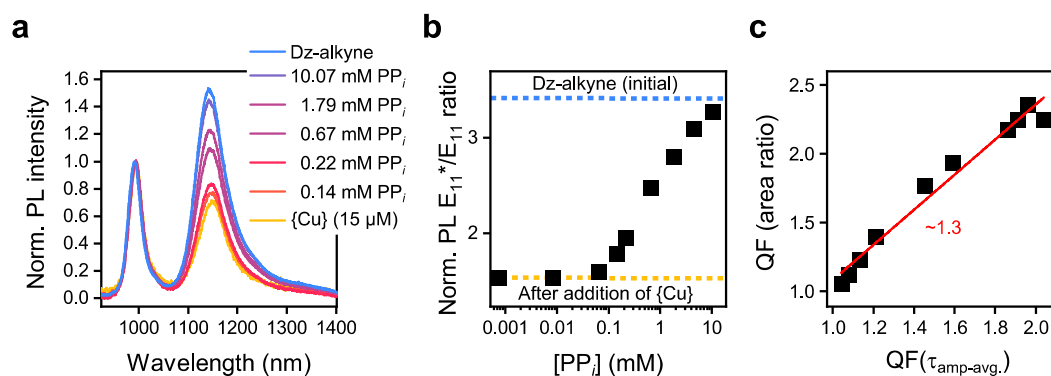 a
Dz-alkyne
10.07 mM PPi
1.79 mM PPi
0.67 mM PPi
0.22 mM PPi
0.14 mM PPi
{Cu} (15 µM)
Norm. PL intensity
1.6
1.4
1.2
1.0
0.8
0.6
0.4
0.2
0.0
1000 1100 1200 1300 1400
Wavelength (nm)
b
Dz-alkyne (initial)
After addition of {Cu}
Norm. PL E11*/E11 ratio
3
2
0.001 0.01 0.1 1 10
[PPi] (mM)
c
~1.3
QF (area ratio)
2.5
2.0
1.5
1.0
1.0 1.2 1.4 1.6 1.8 2.0
QF(τamp-avg.)